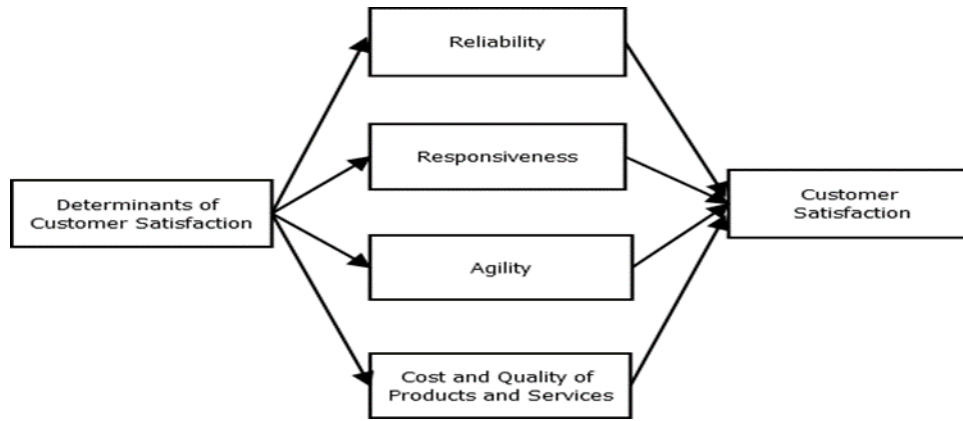 Reliability
Responsiveness
Determinants of
Customer Satisfaction
Customer
Satisfaction
Agility
Cost and Quality of
Products and Services